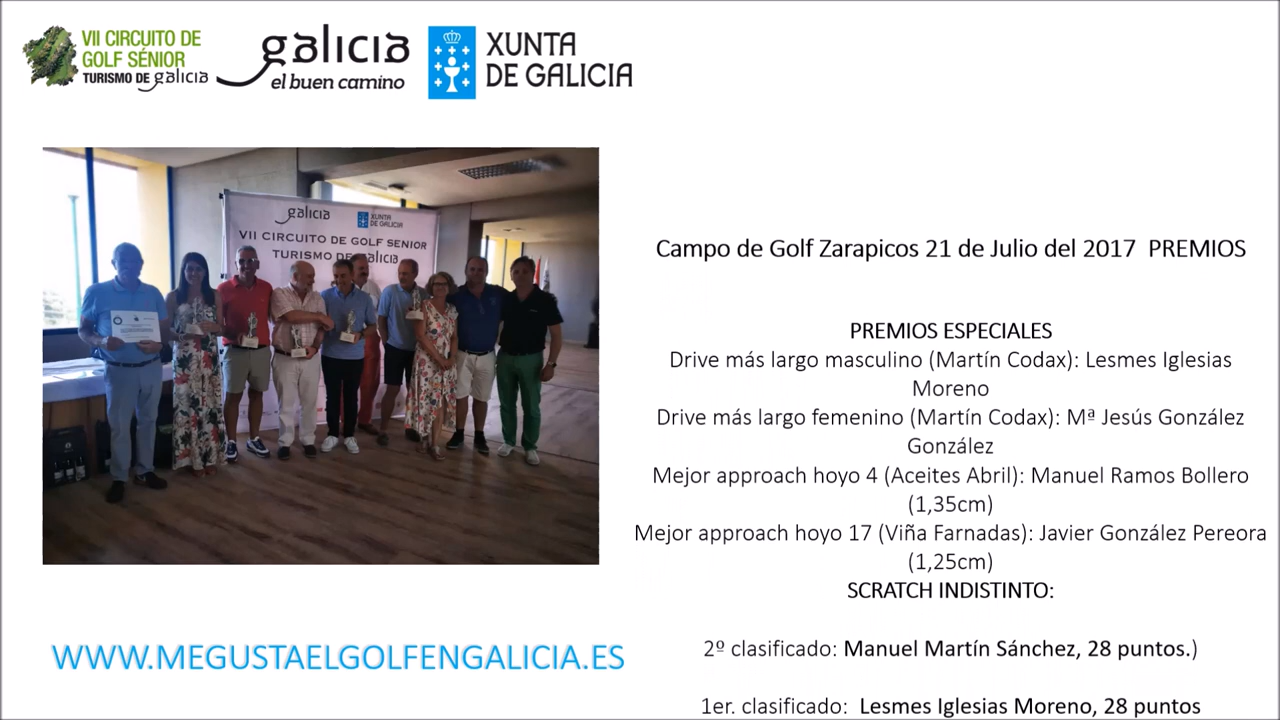 VII CIRCUITO DE
GOLF SÉNIOR
TURISMO DE galicia
galicia
el buen camino
XUNTA
DE GALICIA
galicia
XUNTA
DE GALICIA
VII CIRCUITO DE GOLF SENIOR
TURISMO DE galicia
Campo de Golf Zarapicos 21 de Julio del 2017 PREMIOS
PREMIOS ESPECIALES
Drive más largo masculino (Martín Codax): Lesmes Iglesias
Moreno
Drive más largo femenino (Martín Codax): Mª Jesús González
González
Mejor approach hoyo 4 (Aceites Abril): Manuel Ramos Bollero
(1,35cm)
Mejor approach hoyo 17 (Viña Farnadas): Javier González Pereora
(1,25cm)
SCRATCH INDISTINTO:
2º clasificado: Manuel Martín Sánchez, 28 puntos.)
1er. clasificado: Lesmes Iglesias Moreno, 28 puntos
WWW.MEGUSTAELGOLFENGALICIA.ES